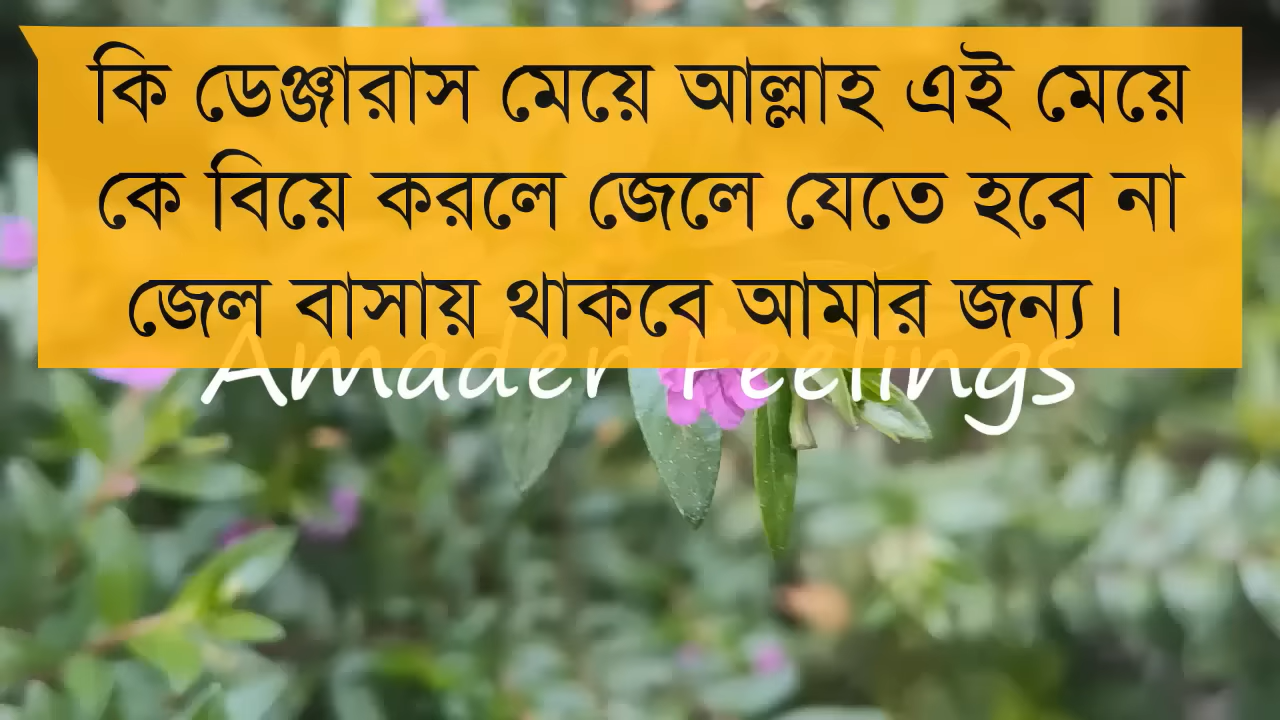 কি ডেঞ্জারাস মেয়ে আল্লাহ এই মেয়ে
কে বিয়ে করলে জেলে যেতে হবে না
জেল বাসায় থাকবে আমার জন্য।
Amader Feelings